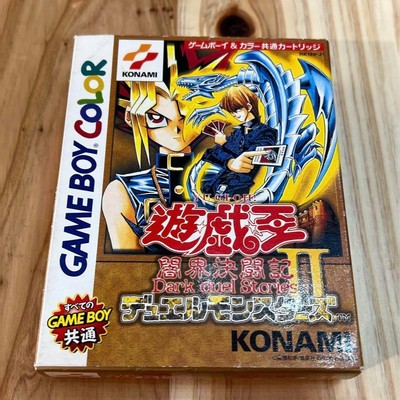 ゲームボーイ & カラー共通カートリッジ
KONAMI
GAME BOY COLOR
遊戯王
闇界決闘記
Dark duel Stories
II
デュエルモンスターズ
すべての
GAME BOY
共通
KONAMI